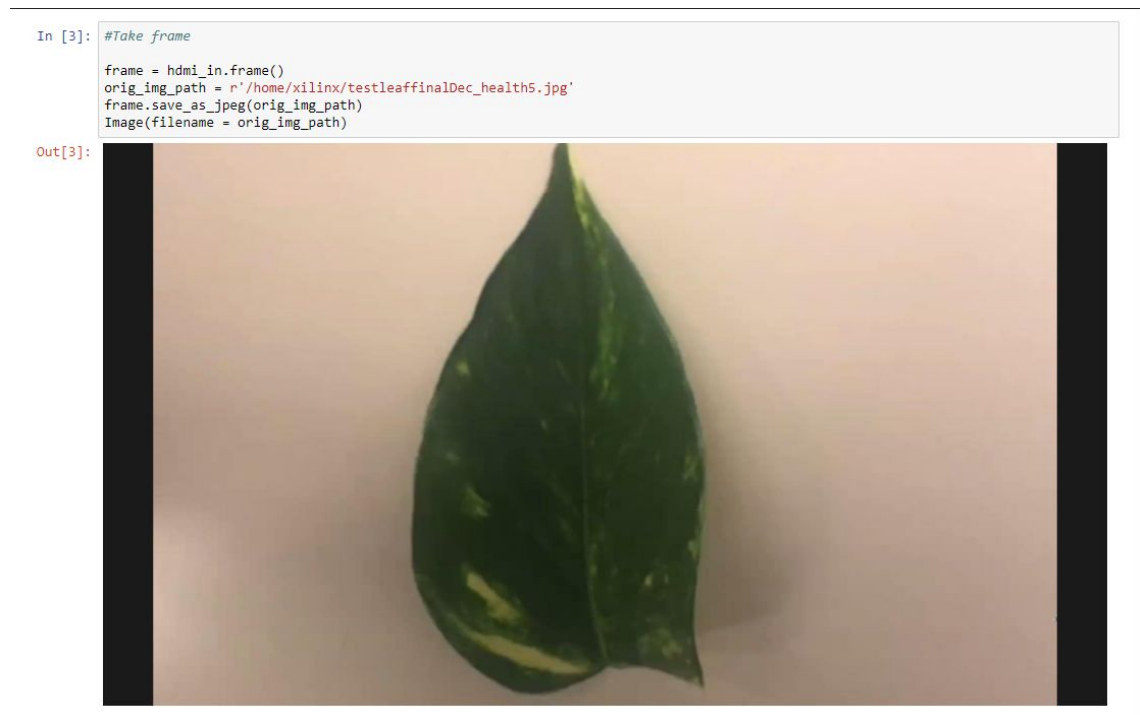 In [3]: #Take frame
frame = hdmi_in.frame()
orig_img_path = r'/home/xilinx/testleaffinalDec_health5.jpg'
frame.save_as_jpeg(orig_img_path)
Image(filename = orig_img_path)
Out[3]: